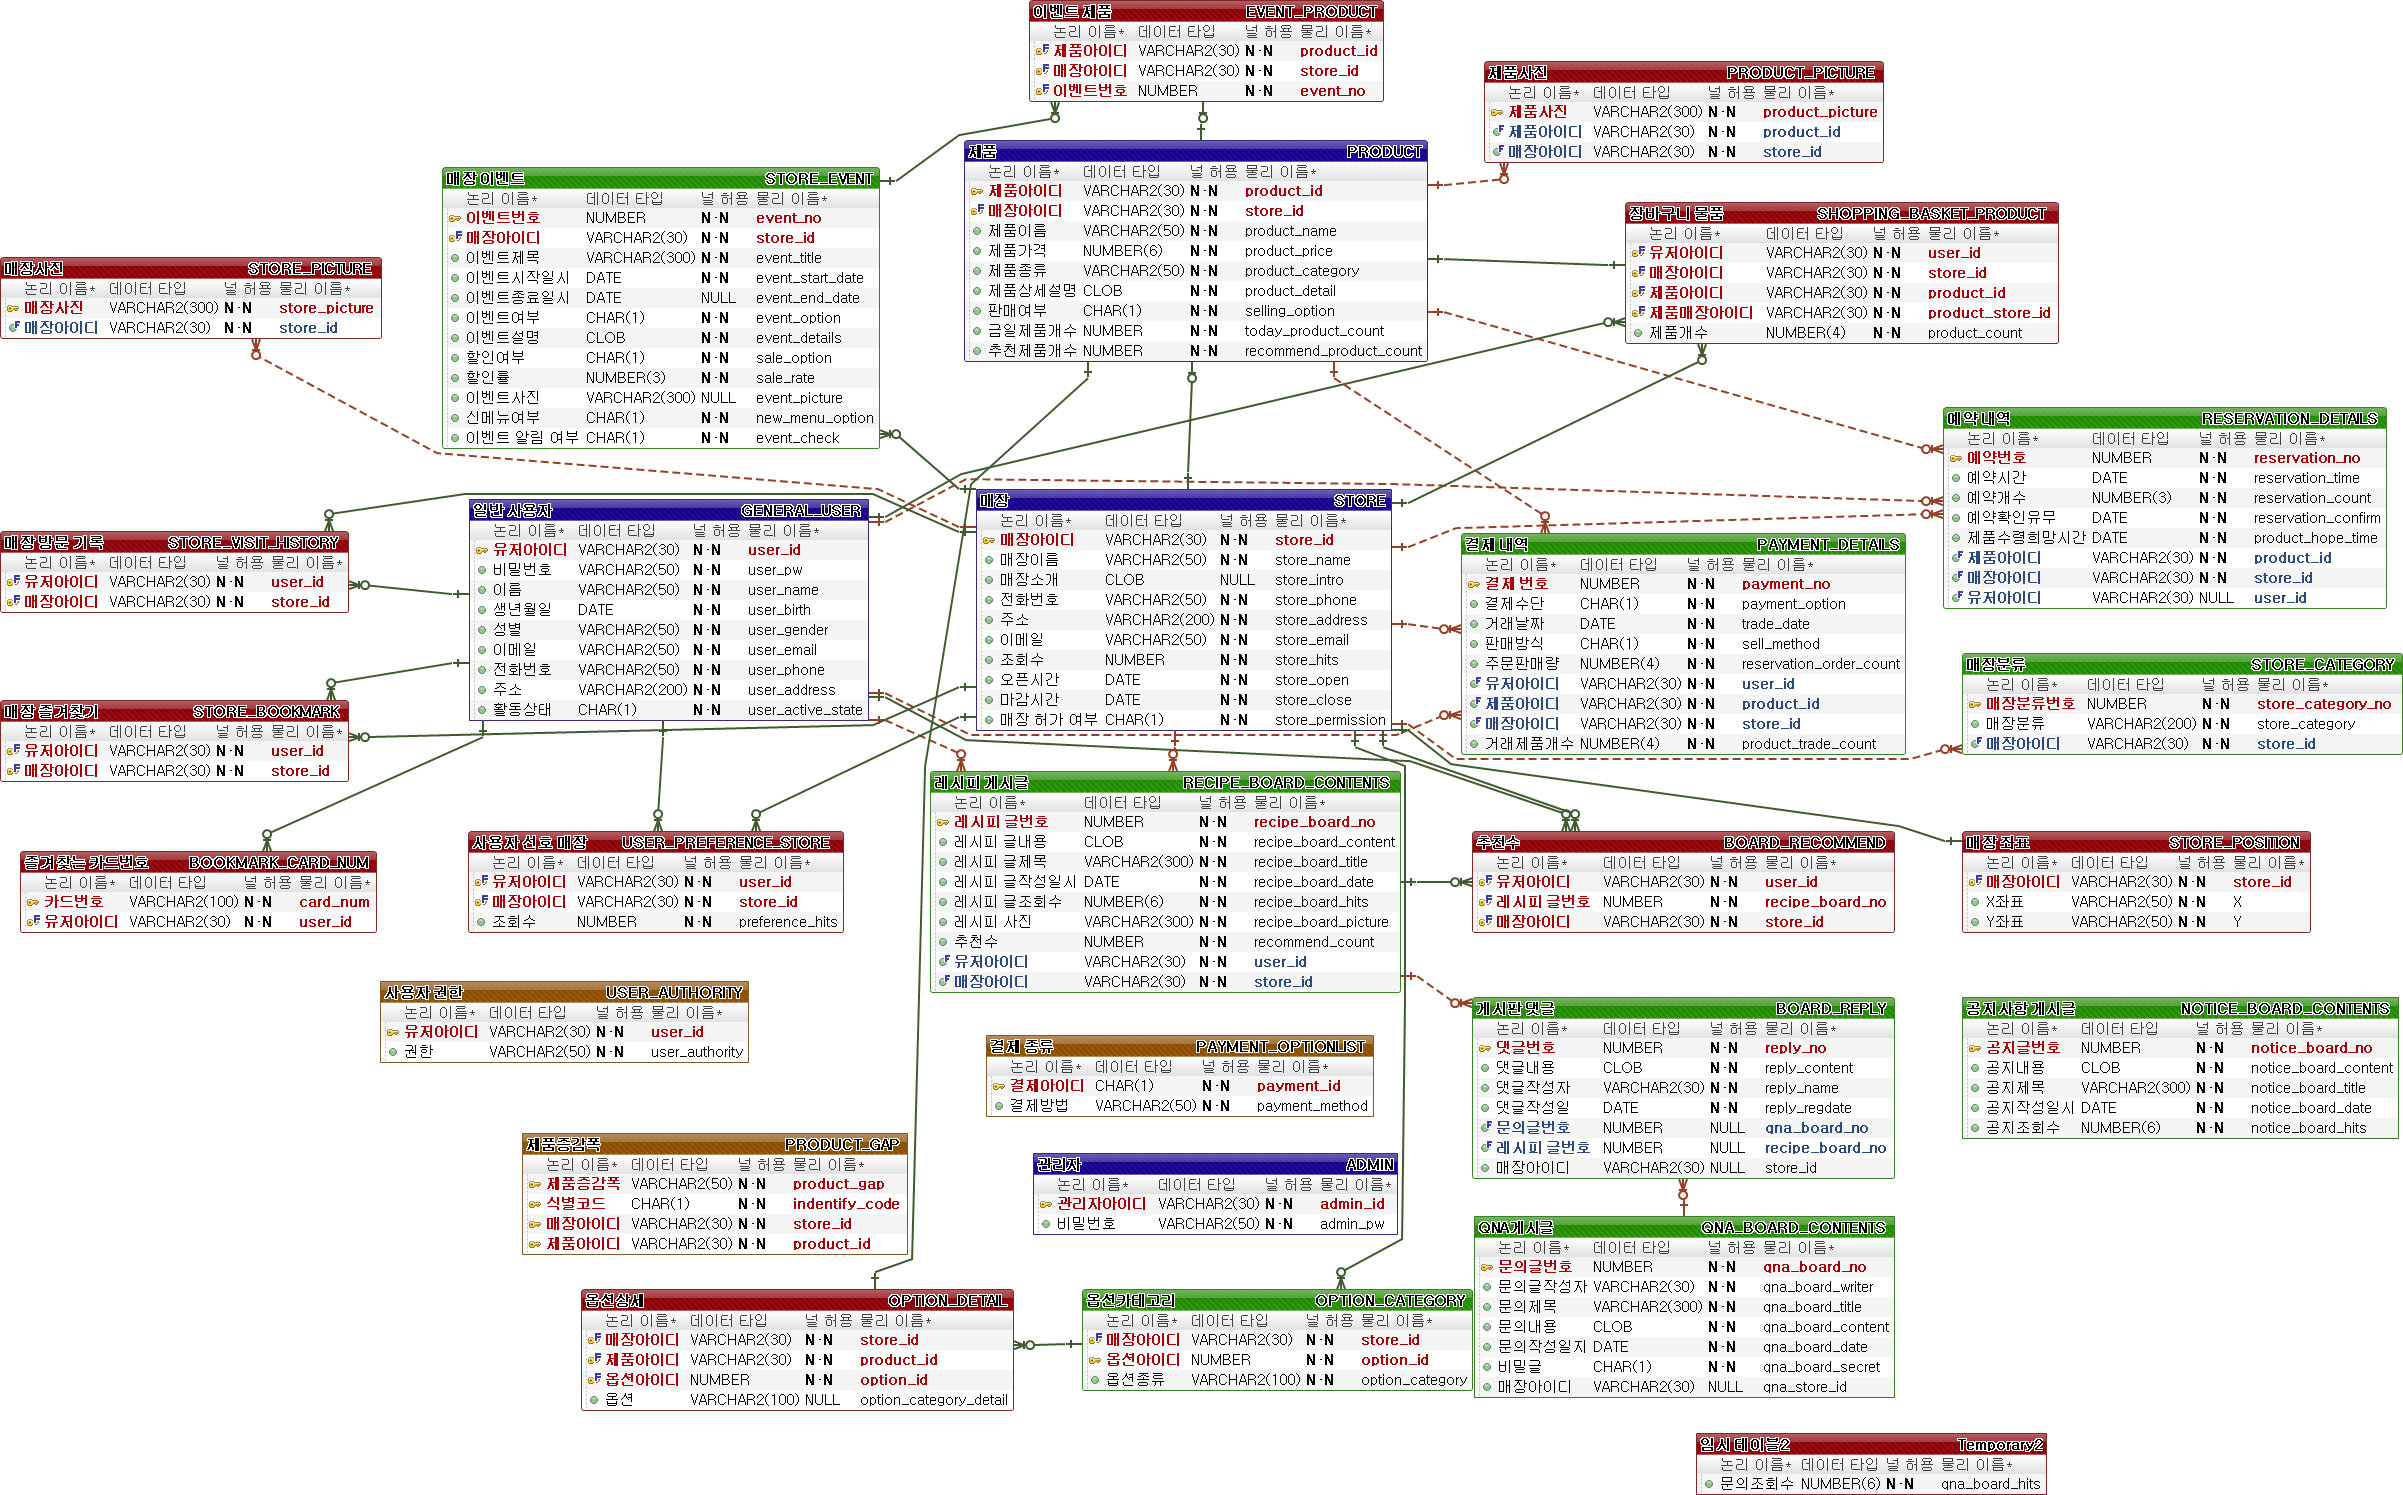 이벤트 제품 EVENT_PRODUCT
논리 이름* 데이터 타입 널 허용 물리 이름*
제품아이디 VARCHAR2(30) N·N product_id
매장아이디 VARCHAR2(30) N·N store_id
이벤트번호 NUMBER N·N event_no
제품사진 PRODUCT_PICTURE
논리 이름* 데이터 타입 널 허용 물리 이름*
제품사진 VARCHAR2(300) N·N product_picture
제품아이디 VARCHAR2(30) N·N product_id
매장아이디 VARCHAR2(30) N·N store_id
제품 PRODUCT
논리 이름* 데이터 타입 널 허용 물리 이름*
제품아이디 VARCHAR2(30) N·N product_id
매장아이디 VARCHAR2(30) N·N store_id
제품이름 VARCHAR2(50) N·N product_name
제품가격 NUMBER(6) N·N product_price
제품종류 VARCHAR2(50) N·N product_category
제품상세설명 CLOB N·N product_detail
판매여부 CHAR(1) N·N selling_option
금일제품개수 NUMBER N·N today_product_count
추천제품개수 NUMBER N·N recommend_product_count
매장 이벤트 STORE_EVENT
논리 이름* 데이터 타입 널 허용 물리 이름*
이벤트번호 NUMBER N·N event_no
매장아이디 VARCHAR2(30) N·N store_id
이벤트제목 VARCHAR2(300) N·N event_title
이벤트시작일시 DATE N·N event_start_date
이벤트종료일시 DATE NULL event_end_date
이벤트여부 CHAR(1) N·N event_option
이벤트설명 CLOB N·N event_details
할인여부 CHAR(1) N·N sale_option
할인률 NUMBER(3) N·N sale_rate
이벤트사진 VARCHAR2(300) NULL event_picture
신메뉴여부 CHAR(1) N·N new_menu_option
이벤트 알림 여부 CHAR(1) N·N event_check
장바구니 물품 SHOPPING_BASKET_PRODUCT
논리 이름* 데이터 타입 널 허용 물리 이름*
유저아이디 VARCHAR2(30) N·N user_id
매장아이디 VARCHAR2(30) N·N store_id
제품아이디 VARCHAR2(30) N·N product_id
제품매장아이디 VARCHAR2(30) N·N product_store_id
제품개수 NUMBER(4) N·N product_count
매장사진 STORE_PICTURE
논리 이름* 데이터 타입 널 허용 물리 이름*
매장사진 VARCHAR2(300) N·N store_picture
매장아이디 VARCHAR2(30) N·N store_id
예약 내역 RESERVATION_DETAILS
논리 이름* 데이터 타입 널 허용 물리 이름*
예약번호 NUMBER N·N reservation_no
예약시간 DATE N·N reservation_time
예약개수 NUMBER(3) N·N reservation_count
예약확인유무 DATE N·N reservation_confirm
제품수령희망시간 DATE N·N product_hope_time
제품아이디 VARCHAR2(30) N·N product_id
매장아이디 VARCHAR2(30) N·N store_id
유저아이디 VARCHAR2(30) NULL user_id
일반 사용자 GENERAL_USER
논리 이름* 데이터 타입 널 허용 물리 이름*
유저아이디 VARCHAR2(30) N·N user_id
비밀번호 VARCHAR2(50) N·N user_pw
이름 VARCHAR2(50) N·N user_name
생년월일 DATE N·N user_birth
성별 VARCHAR2(50) N·N user_gender
이메일 VARCHAR2(50) N·N user_email
전화번호 VARCHAR2(50) N·N user_phone
주소 VARCHAR2(200) N·N user_address
활동상태 CHAR(1) N·N user_active_state
매장 STORE
논리 이름* 데이터 타입 널 허용 물리 이름*
매장아이디 VARCHAR2(30) N·N store_id
매장이름 VARCHAR2(50) N·N store_name
매장소개 CLOB NULL store_intro
전화번호 VARCHAR2(50) N·N store_phone
주소 VARCHAR2(200) N·N store_address
이메일 VARCHAR2(50) N·N store_email
조회수 NUMBER N·N store_hits
오픈시간 DATE N·N store_open
마감시간 DATE N·N store_close
매장 허가 여부 CHAR(1) N·N store_permission
매장 방문 기록 STORE_VISIT_HISTORY
논리 이름* 데이터 타입 널 허용 물리 이름*
유저아이디 VARCHAR2(30) N·N user_id
매장아이디 VARCHAR2(30) N·N store_id
결제 내역 PAYMENT_DETAILS
논리 이름* 데이터 타입 널 허용 물리 이름*
결제 번호 NUMBER N·N payment_no
결제수단 CHAR(1) N·N payment_option
거래날짜 DATE N·N trade_date
판매방식 CHAR(1) N·N sell_method
주문판매량 NUMBER(4) N·N reservation_order_count
유저아이디 VARCHAR2(30) N·N user_id
제품아이디 VARCHAR2(30) N·N product_id
매장아이디 VARCHAR2(30) N·N store_id
거래제품개수 NUMBER(4) N·N product_trade_count
매장분류 STORE_CATEGORY
논리 이름* 데이터 타입 널 허용 물리 이름*
매장분류번호 NUMBER N·N store_category_no
매장분류 VARCHAR2(200) N·N store_category
매장아이디 VARCHAR2(30) N·N store_id
매장 즐겨찾기 STORE_BOOKMARK
논리 이름* 데이터 타입 널 허용 물리 이름*
유저아이디 VARCHAR2(30) N·N user_id
매장아이디 VARCHAR2(30) N·N store_id
레시피 게시글 RECIPE_BOARD_CONTENTS
논리 이름* 데이터 타입 널 허용 물리 이름*
레시피 글번호 NUMBER N·N recipe_board_no
레시피 글내용 CLOB N·N recipe_board_content
레시피 글제목 VARCHAR2(300) N·N recipe_board_title
레시피 글작성일시 DATE N·N recipe_board_date
레시피 글조회수 NUMBER(6) N·N recipe_board_hits
레시피 사진 VARCHAR2(300) N·N recipe_board_picture
추천수 NUMBER N·N recommend_count
유저아이디 VARCHAR2(30) N·N user_id
매장아이디 VARCHAR2(30) N·N store_id
즐겨찾는 카드번호 BOOKMARK_CARD_NUM
논리 이름* 데이터 타입 널 허용 물리 이름*
카드번호 VARCHAR2(100) N·N card_num
유저아이디 VARCHAR2(30) N·N user_id
사용자 선호 매장 USER_PREFERENCE_STORE
논리 이름* 데이터 타입 널 허용 물리 이름*
유저아이디 VARCHAR2(30) N·N user_id
매장아이디 VARCHAR2(30) N·N store_id
조회수 NUMBER N·N preference_hits
추천수 BOARD_RECOMMEND
논리 이름* 데이터 타입 널 허용 물리 이름*
유저아이디 VARCHAR2(30) N·N user_id
레시피 글번호 NUMBER N·N recipe_board_no
매장아이디 VARCHAR2(30) N·N store_id
매장 좌표 STORE_POSITION
논리 이름* 데이터 타입 널 허용 물리 이름*
매장아이디 VARCHAR2(30) N·N store_id
X좌표 VARCHAR2(50) N·N X
Y좌표 VARCHAR2(50) N·N Y
사용자 권한 USER_AUTHORITY
논리 이름* 데이터 타입 널 허용 물리 이름*
유저아이디 VARCHAR2(30) N·N user_id
권한 VARCHAR2(50) N·N user_authority
게시판 댓글 BOARD_REPLY
논리 이름* 데이터 타입 널 허용 물리 이름*
댓글번호 NUMBER N·N reply_no
댓글내용 CLOB N·N reply_content
댓글작성자 VARCHAR2(30) N·N reply_name
댓글작성일 DATE N·N reply_regdate
문의글번호 NUMBER NULL qna_board_no
레시피 글번호 NUMBER NULL recipe_board_no
매장아이디 VARCHAR2(30) NULL store_id
공지사항 게시글 NOTICE_BOARD_CONTENTS
논리 이름* 데이터 타입 널 허용 물리 이름*
공지글번호 NUMBER N·N notice_board_no
공지내용 CLOB N·N notice_board_content
공지제목 VARCHAR2(300) N·N notice_board_title
공지작성일시 DATE N·N notice_board_date
공지조회수 NUMBER(6) N·N notice_board_hits
결제 종류 PAYMENT_OPTIONLIST
논리 이름* 데이터 타입 널 허용 물리 이름*
결제아이디 CHAR(1) N·N payment_id
결제방법 VARCHAR2(50) N·N payment_method
제품증감폭 PRODUCT_GAP
논리 이름* 데이터 타입 널 허용 물리 이름*
제품증감폭 VARCHAR2(50) N·N product_gap
식별코드 CHAR(1) N·N indentify_code
매장아이디 VARCHAR2(30) N·N store_id
제품아이디 VARCHAR2(30) N·N product_id
관리자 ADMIN
논리 이름* 데이터 타입 널 허용 물리 이름*
관리자아이디 VARCHAR2(30) N·N admin_id
비밀번호 VARCHAR2(50) N·N admin_pw
QNA게시글 QNA_BOARD_CONTENTS
논리 이름* 데이터 타입 널 허용 물리 이름*
문의글번호 NUMBER N·N qna_board_no
문의글작성자 VARCHAR2(30) N·N qna_board_writer
문의제목 VARCHAR2(300) N·N qna_board_title
문의내용 CLOB N·N qna_board_content
문의작성일지 DATE N·N qna_board_date
비밀글 CHAR(1) N·N qna_board_secret
매장아이디 VARCHAR2(30) NULL qna_store_id
옵션상세 OPTION_DETAIL
논리 이름* 데이터 타입 널 허용 물리 이름*
매장아이디 VARCHAR2(30) N·N store_id
제품아이디 VARCHAR2(30) N·N product_id
옵션아이디 NUMBER N·N option_id
옵션 VARCHAR2(100) NULL option_category_detail
옵션카테고리 OPTION_CATEGORY
논리 이름* 데이터 타입 널 허용 물리 이름*
매장아이디 VARCHAR2(30) N·N store_id
옵션아이디 NUMBER N·N option_id
옵션종류 VARCHAR2(100) N·N option_category
임시 테이블2 Temporary2
논리 이름* 데이터 타입 널 허용 물리 이름*
문의조회수 NUMBER(6) N·N qna_board_hits